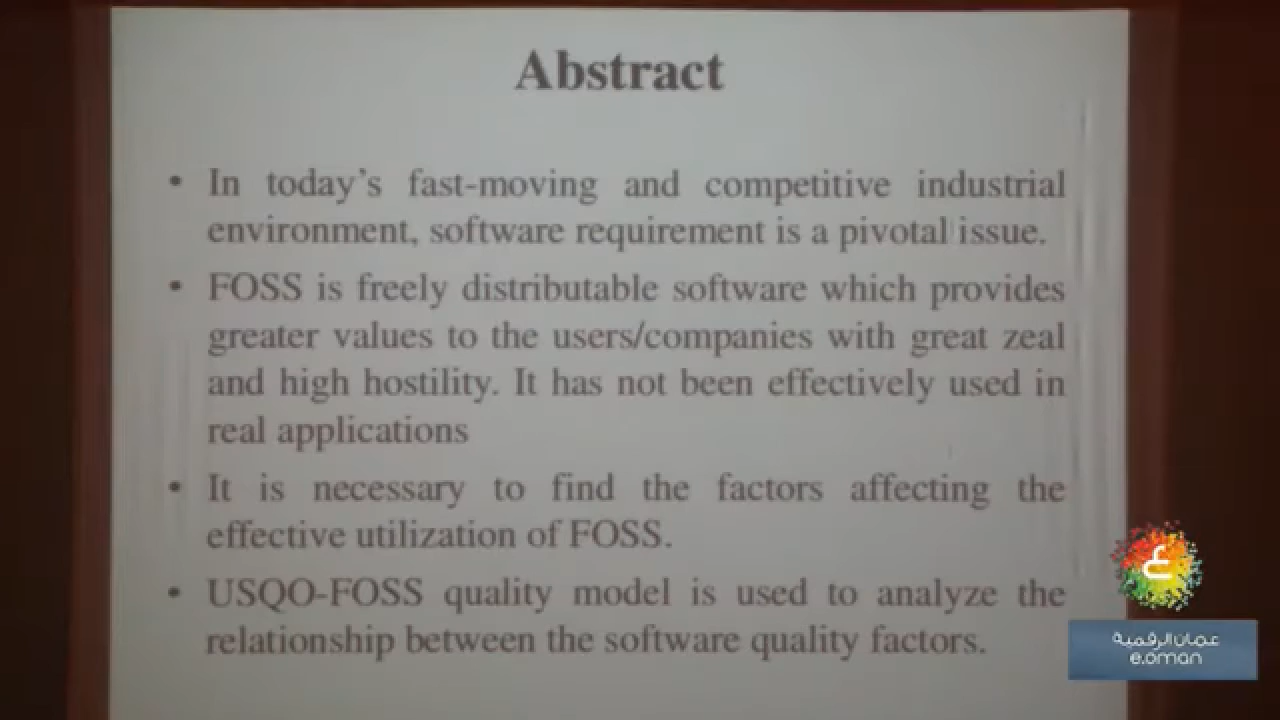 Abstract
• In today's fast-moving and competitive industrial
environment, software requirement is a pivotal issue.
• FOSS is freely distributable software which provides
greater values to the users/companies with great zeal
and high hostility. It has not been effectively used in
real applications
• It is necessary to find the factors affecting the
effective utilization of FOSS.
• USQO-FOSS quality model is used to analyze the
relationship between the software quality factors.
ع
عمان الرقمية
e.oman